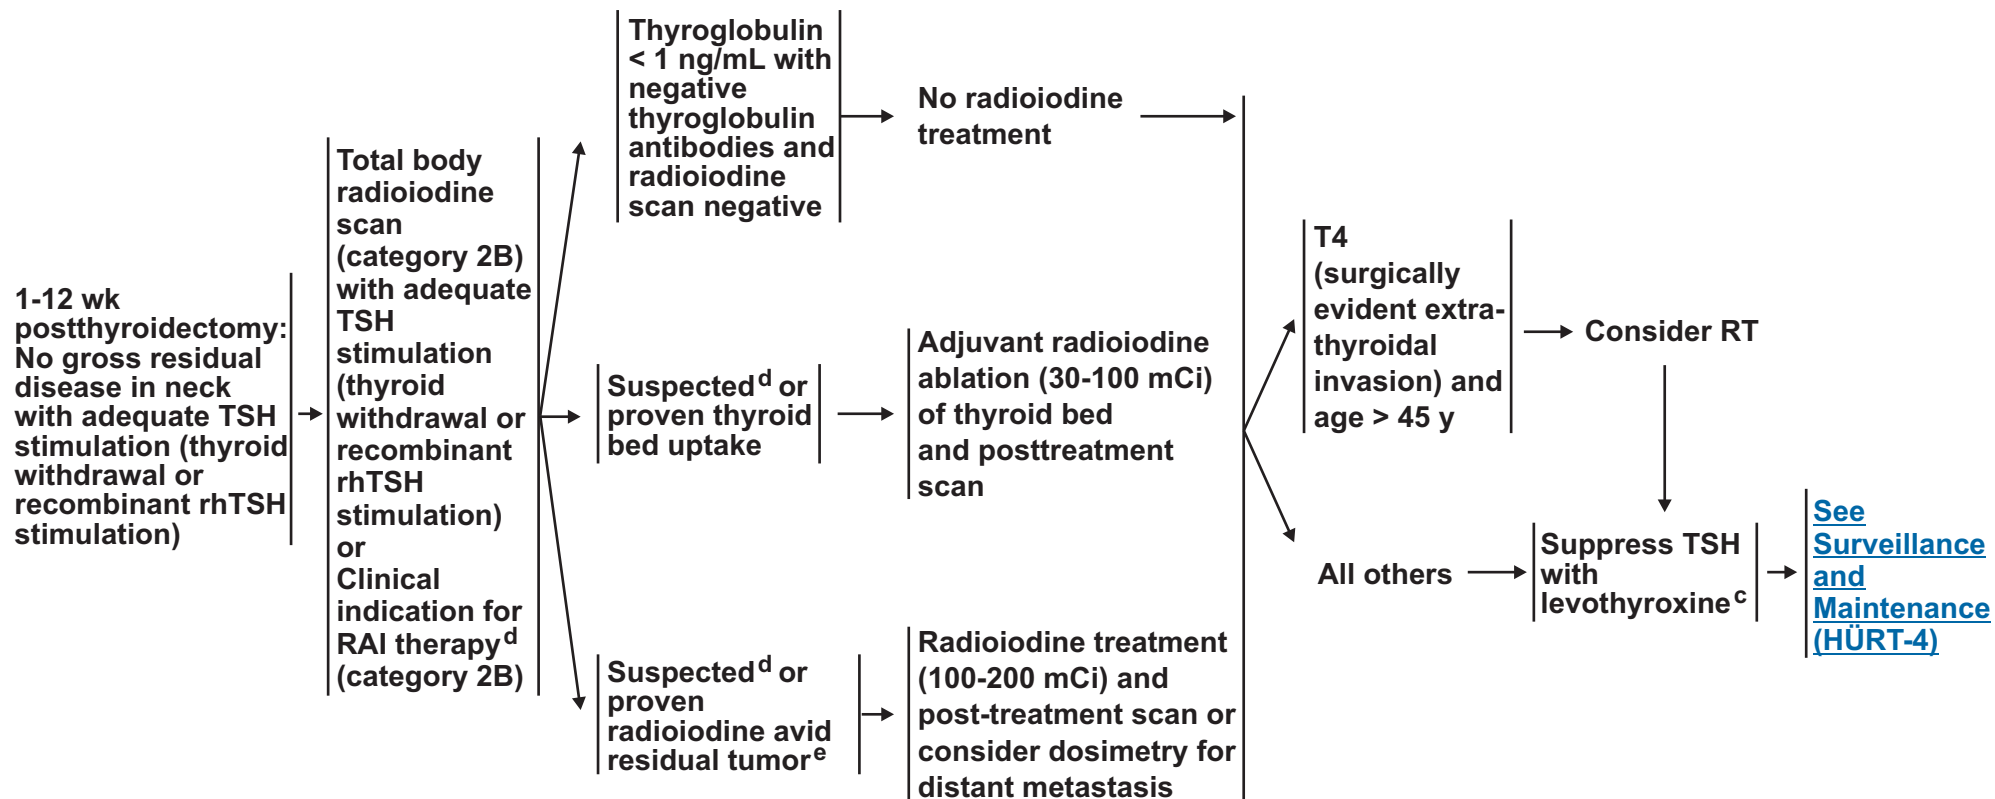 1-12 wk
postthyroidectomy:
No gross residual
disease in neck
with adequate TSH
stimulation (thyroid
withdrawal or
recombinant rhTSH
stimulation)
Total body
radioiodine
scan
(category 2B)
with adequate
TSH
stimulation
(thyroid
withdrawal or
recombinant
rhTSH
stimulation)
or
Clinical
indication for
RAI therapy d
(category 2B)
Thyroglobulin
< 1 ng/mL with
negative
thyroglobulin
antibodies and
radioiodine
scan negative
No radioiodine
treatment
Suspected d or
proven thyroid
bed uptake
Adjuvant radioiodine
ablation (30-100 mCi)
of thyroid bed
and posttreatment
scan
Suspected d or
proven
radioiodine avid
residual tumor e
Radioiodine treatment
(100-200 mCi) and
post-treatment scan or
consider dosimetry for
distant metastasis
T4
(surgically
evident extra-
thyroidal
invasion) and
age > 45 y
Consider RT
All others
Suppress TSH
with
levothyroxine c
See
Surveillance
and
Maintenance
(HÜRT-4)